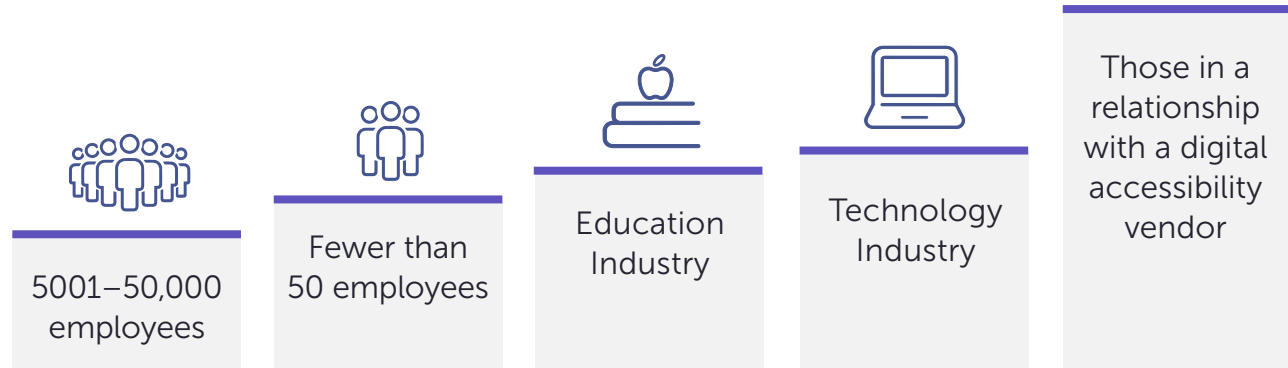 5001–50,000
employees
Fewer than
50 employees
Education
Industry
Technology
Industry
Those in a
relationship
with a digital
accessibility
vendor